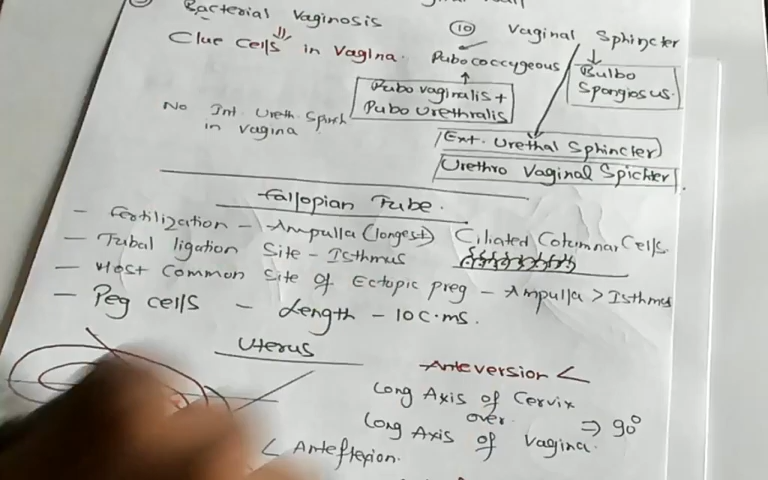 Bacterial Vaginosis
Clue cells in Vagina.
No Int. Ureth Sphct
in vagina
10 Vaginal Sphincter
Pubococcygeous
Pubo vaginalis +
Pubo Urethralis
Bulbo
Spongiosus.
Ext. Urethal Sphincter
Urethro Vaginal Spichter
Fallopian Tube.
- Fertilization - Ampulla (longest)
Ciliated Columnar Cells
- Tubal ligation Site - Isthmus
- Most Common Site of Ectopic preg - Ampulla > Isthmus
- Peg cells - Length - 10 C.ms.
Uterus
Anteversion <
Long Axis of Cervix
over
Long Axis of Vagina.
⇒ 90°
< Anteflexion.